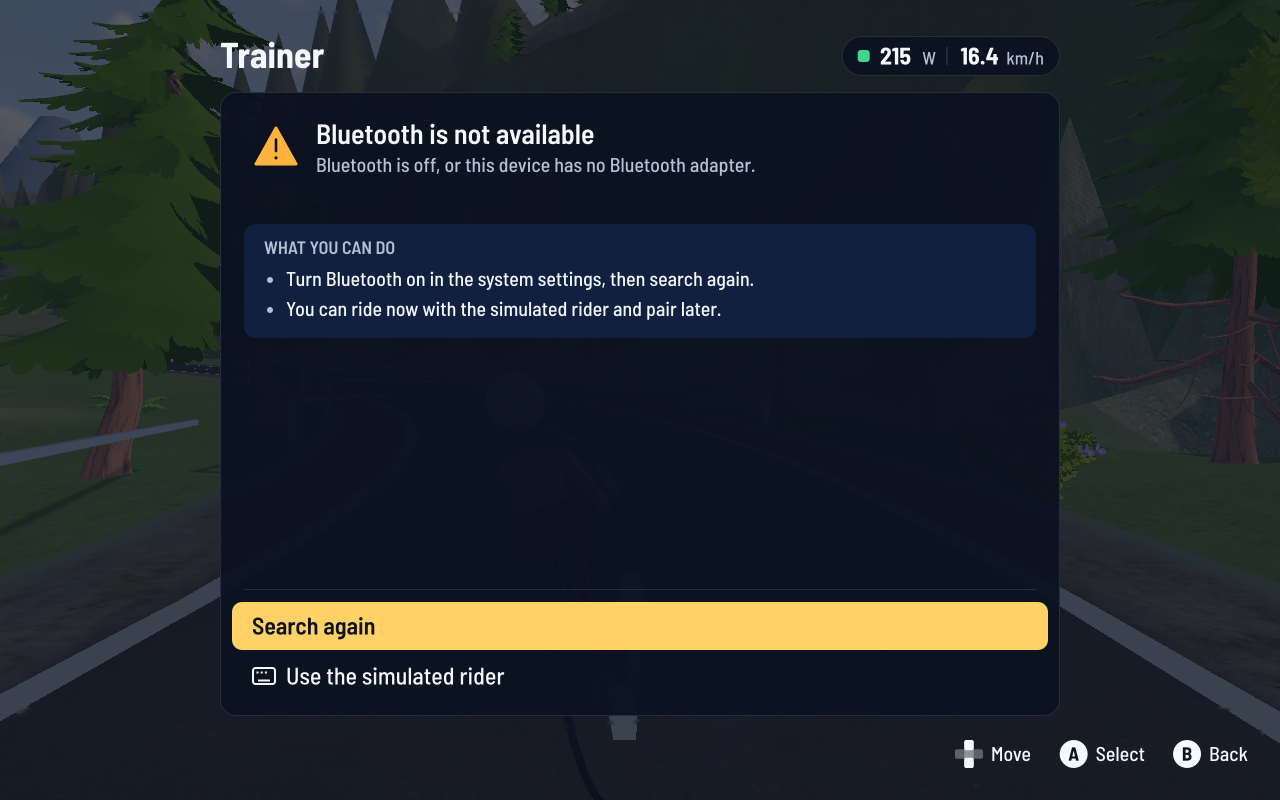 Trainer
215 W 16.4 km/h
Bluetooth is not available
Bluetooth is off, or this device has no Bluetooth adapter.
WHAT YOU CAN DO
• Turn Bluetooth on in the system settings, then search again.
• You can ride now with the simulated rider and pair later.
Search again
Use the simulated rider
Move A Select B Back